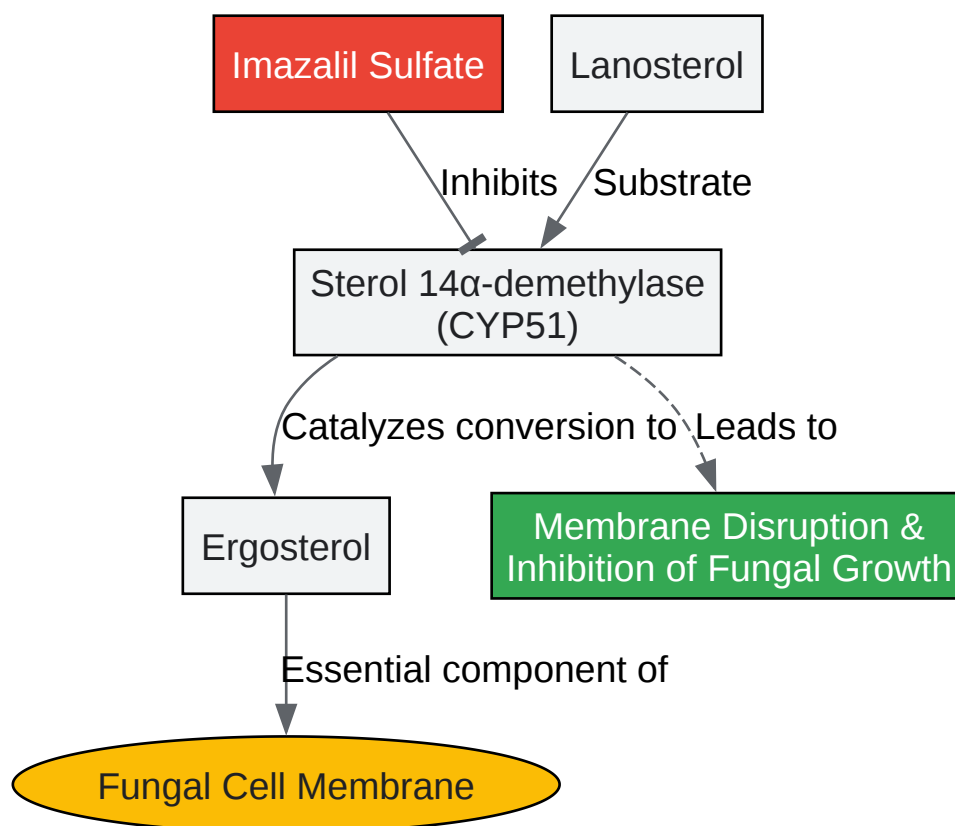 Imazalil Sulfate
Lanosterol
Inhibits
Substrate
Sterol 14α-demethylase
(CYP51)
Catalyzes conversion to
Leads to
Ergosterol
Membrane Disruption &
Inhibition of Fungal Growth
Essential component of
Fungal Cell Membrane